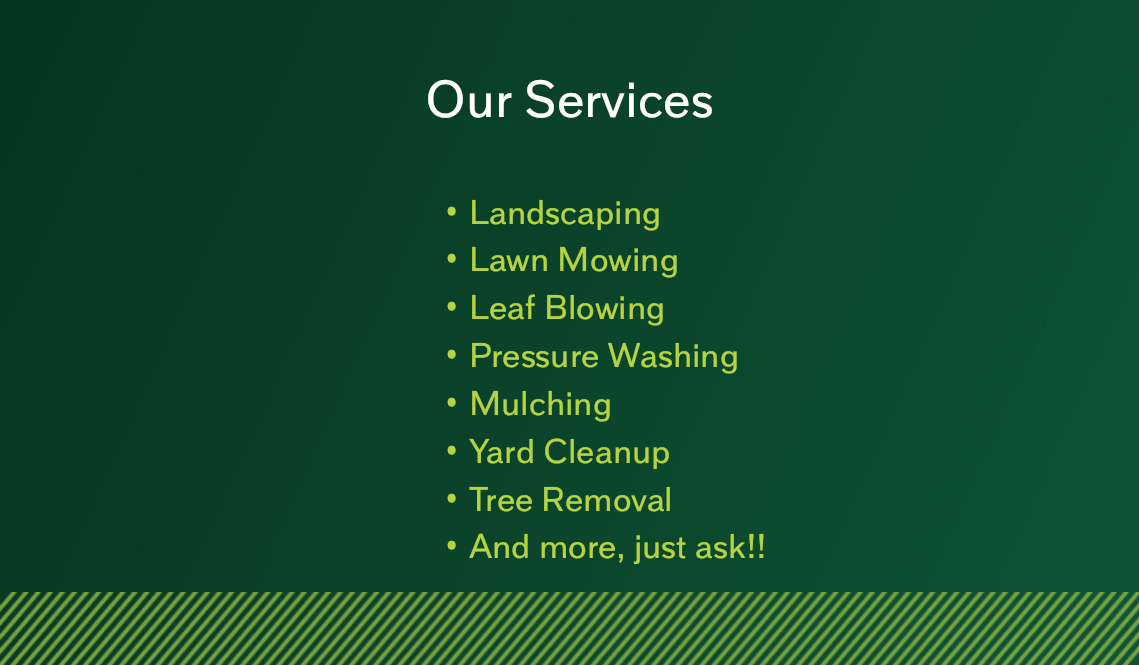 Our Services
• Landscaping
• Lawn Mowing
• Leaf Blowing
• Pressure Washing
• Mulching
• Yard Cleanup
• Tree Removal
• And more, just ask!!